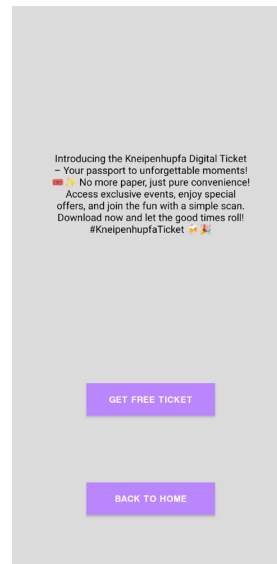 Introducing the Kneipenhupfa Digital Ticket
– Your passport to unforgettable moments!
🎟️✨ No more paper, just pure convenience!
Access exclusive events, enjoy special
offers, and join the fun with a simple scan.
Download now and let the good times roll!
#KneipenhupfaTicket 🍻🎉
GET FREE TICKET
BACK TO HOME